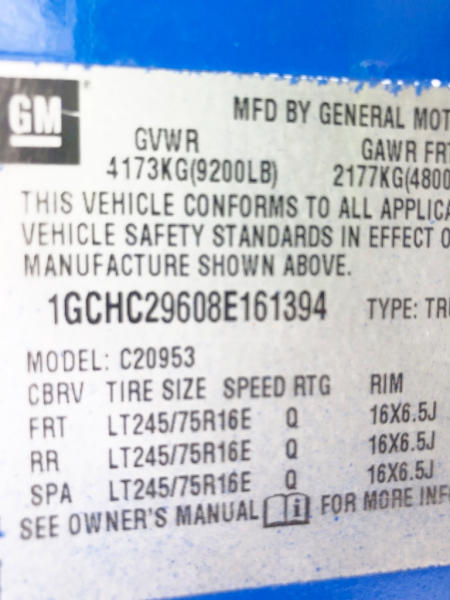 GM
MFD BY GENERAL MOT
GVWR GAWR FRT
4173KG(9200LB) 2177KG(4800
THIS VEHICLE CONFORMS TO ALL APPLICA
VEHICLE SAFETY STANDARDS IN EFFECT O
MANUFACTURE SHOWN ABOVE.
1GCHC29608E161394 TYPE: TRU
MODEL: C20953
CBRV TIRE SIZE SPEED RTG RIM
FRT LT245/75R16E Q 16X6.5J
RR LT245/75R16E Q 16X6.5J
SPA LT245/75R16E Q 16X6.5J
SEE OWNER'S MANUAL i FOR MORE INF